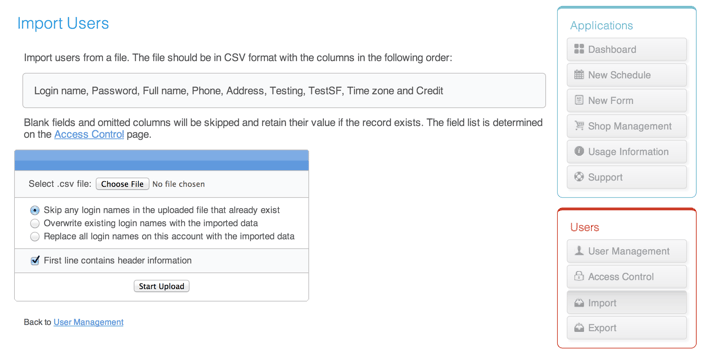 Import Users
Import users from a file. The file should be in CSV format with the columns in the following order:
Login name, Password, Full name, Phone, Address, Testing, TestSF, Time zone and Credit
Blank fields and omitted columns will be skipped and retain their value if the record exists. The field list is determined
on the Access Control page.
Select .csv file: Choose File No file chosen
Skip any login names in the uploaded file that already exist
Overwrite existing login names with the imported data
Replace all login names on this account with the imported data
First line contains header information
Start Upload
Back to User Management
Applications
Dashboard
New Schedule
New Form
Shop Management
Usage Information
Support
Users
User Management
Access Control
Import
Export